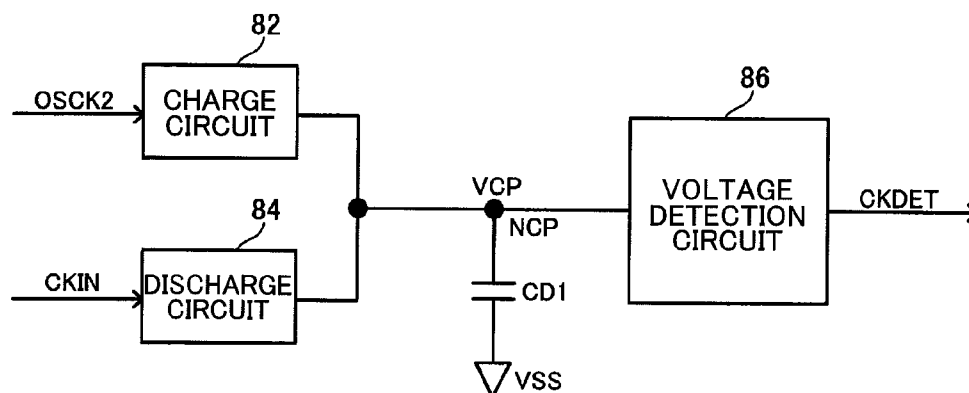 82
OSCK2
CHARGE
CIRCUIT
86
VCP
NCP
VOLTAGE
DETECTION
CIRCUIT
CKDET
84
CKIN
DISCHARGE
CIRCUIT
CD1
VSS